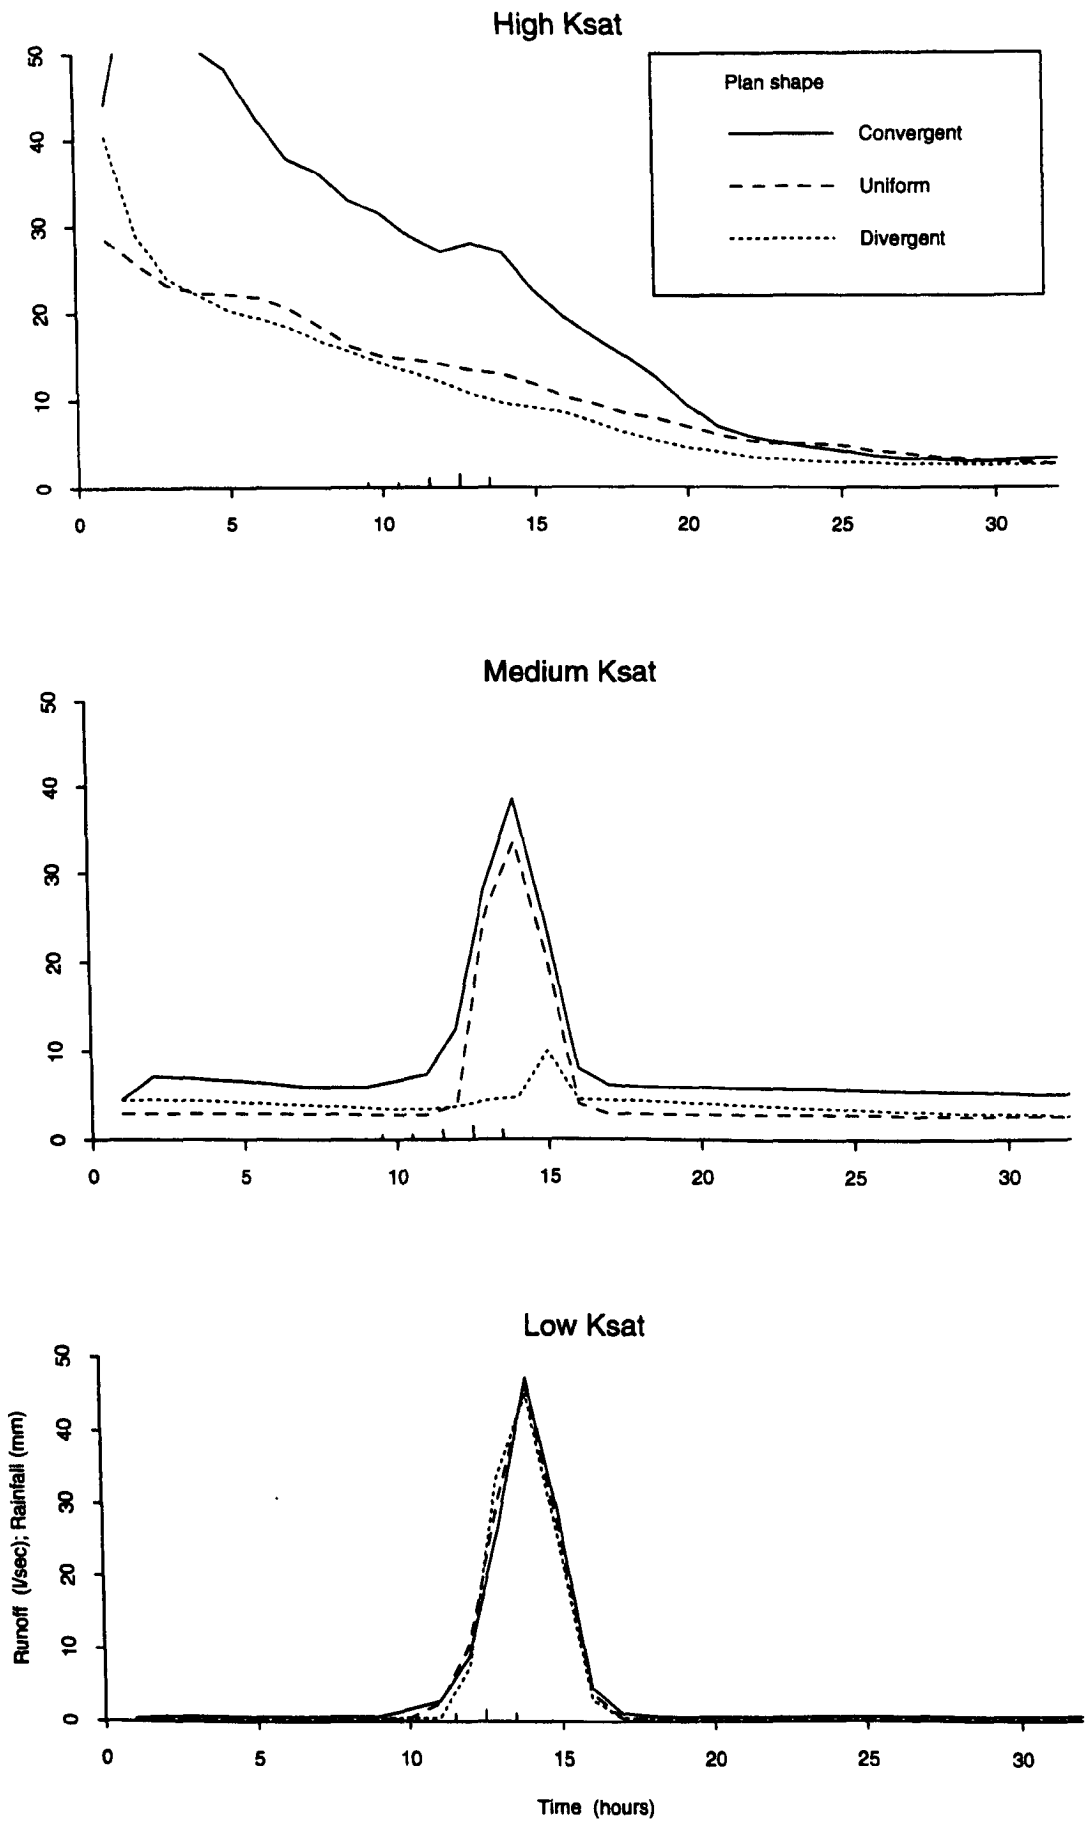 High Ksat
Plan shape
Convergent
Uniform
Divergent
50
40
30
20
10
0
0 5 10 15 20 25 30
Medium Ksat
50
40
30
20
10
0
0 5 10 15 20 25 30
Low Ksat
50
40
30
20
10
0
Runoff (l/sec); Rainfall (mm)
0 5 10 15 20 25 30
Time (hours)